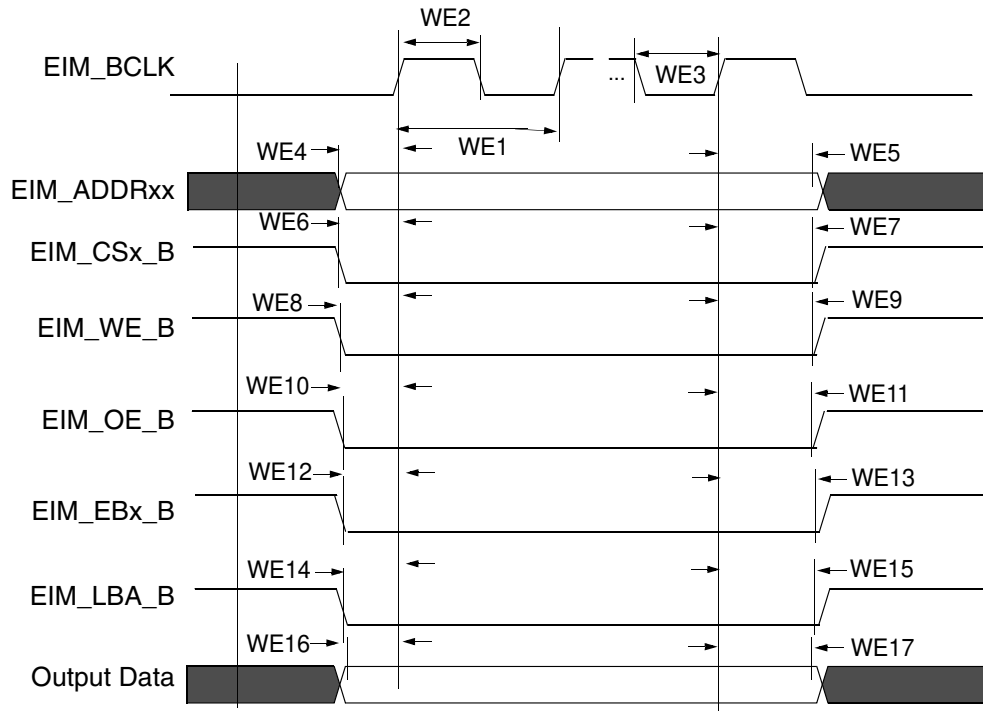 WE2
EIM_BCLK
...
WE3
WE4
WE1
WE5
EIM_ADDRxx
WE6
WE7
EIM_CSx_B
WE8
WE9
EIM_WE_B
WE10
WE11
EIM_OE_B
WE12
WE13
EIM_EBx_B
WE14
WE15
EIM_LBA_B
WE16
WE17
Output Data